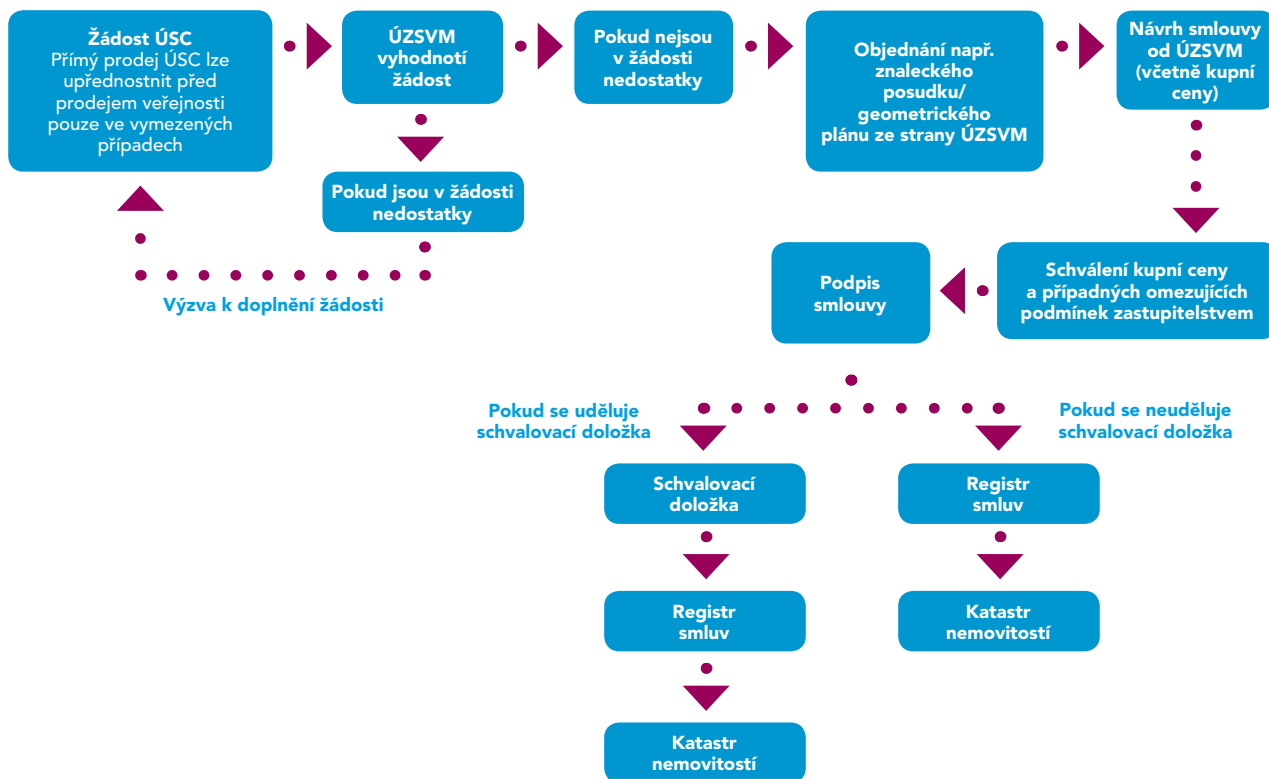 Žádost ÚSC
Přímý prodej ÚSC lze
upřednostnit před
prodejem veřejnosti
pouze ve vymezených
případech
ÚZSVM
vyhodnotí
žádost
Pokud nejsou
v žádosti
nedostatky
Objednání např.
znaleckého
posudku/
geometrického
plánu ze strany ÚZSVM
Návrh smlouvy
od ÚZSVM
(včetně kupní
ceny)
Pokud jsou v žádosti
nedostatky
Výzva k doplnění žádosti
Schválení kupní ceny
a případných omezujících
podmínek zastupitelstvem
Podpis
smlouvy
Pokud se uděluje
schvalovací doložka
Pokud se neuděluje
schvalovací doložka
Schvalovací
doložka
Registr
smluv
Registr
smluv
Katastr
nemovitostí
Katastr
nemovitostí